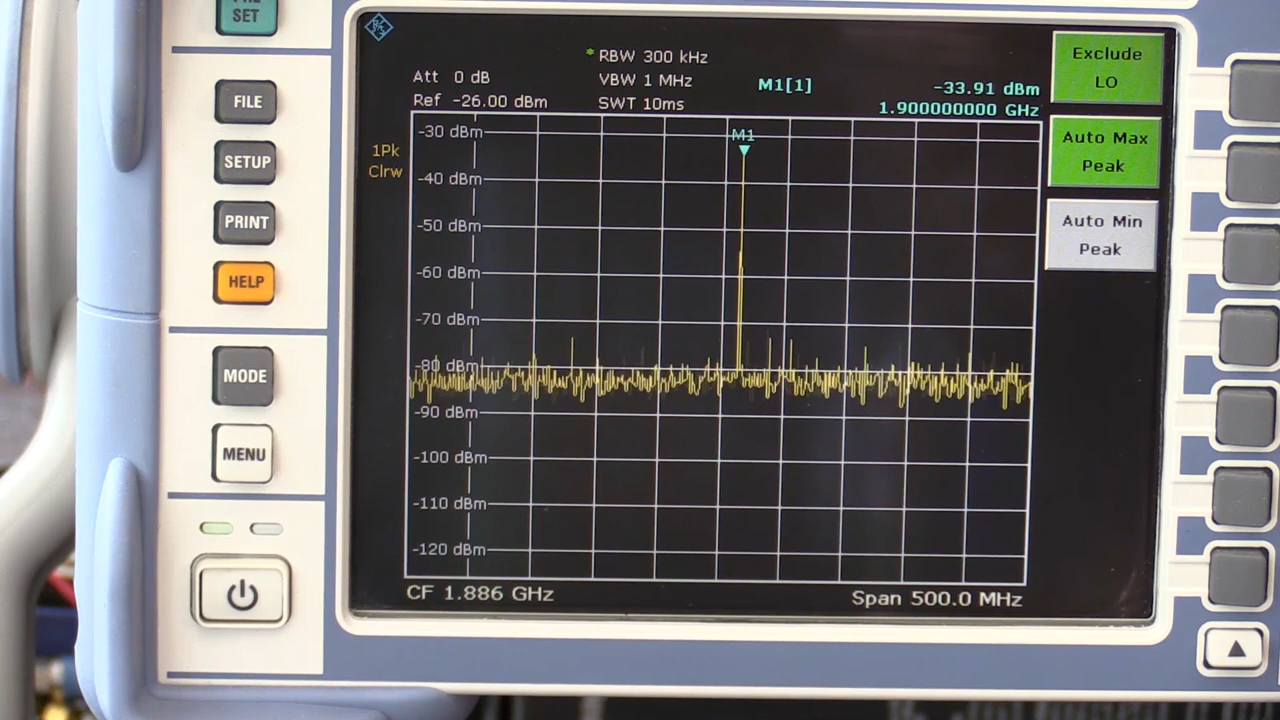 PRE
SET
FILE
SETUP
PRINT
HELP
MODE
MENU
* RBW 300 kHz
Att 0 dB
VBW 1 MHz
M1[1]
-33.91 dBm
Ref -26.00 dBm
SWT 10ms
1.900000000 GHz
Exclude
LO
Auto Max
Peak
Auto Min
Peak
1Pk
Clrw
M1
-30 dBm
-40 dBm
-50 dBm
-60 dBm
-70 dBm
-80 dBm
-90 dBm
-100 dBm
-110 dBm
-120 dBm
CF 1.886 GHz
Span 500.0 MHz